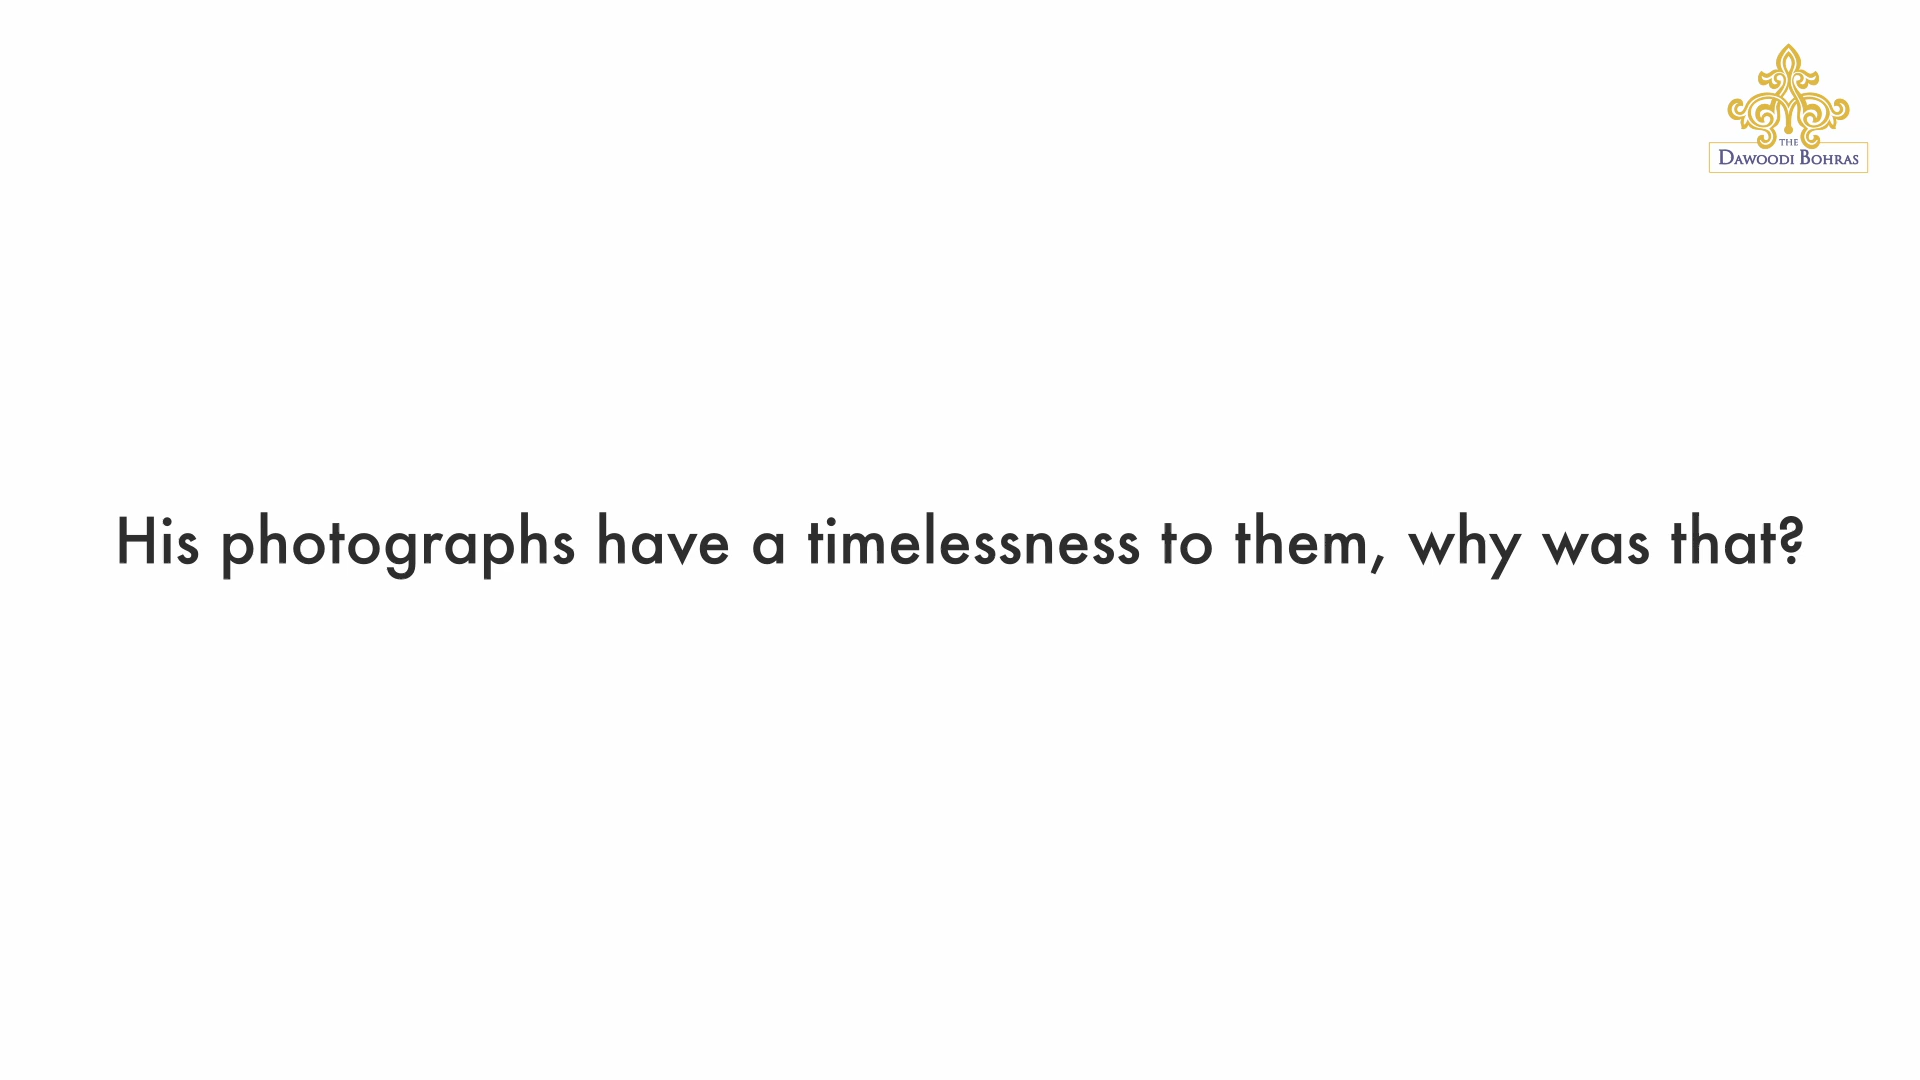 THE
DAWOODI BOHRAS
His photographs have a timelessness to them, why was that?